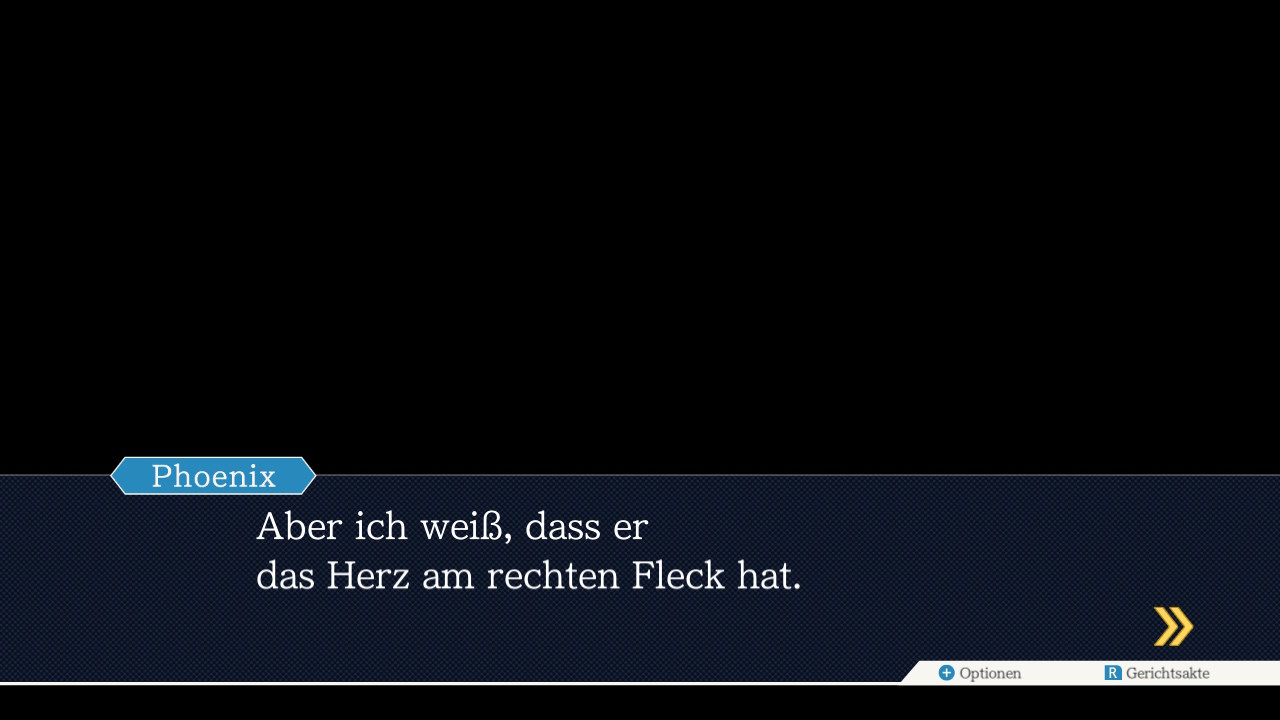 Phoenix
Aber ich weiß, dass er
das Herz am rechten Fleck hat.
+ Optionen
R Gerichtsakte